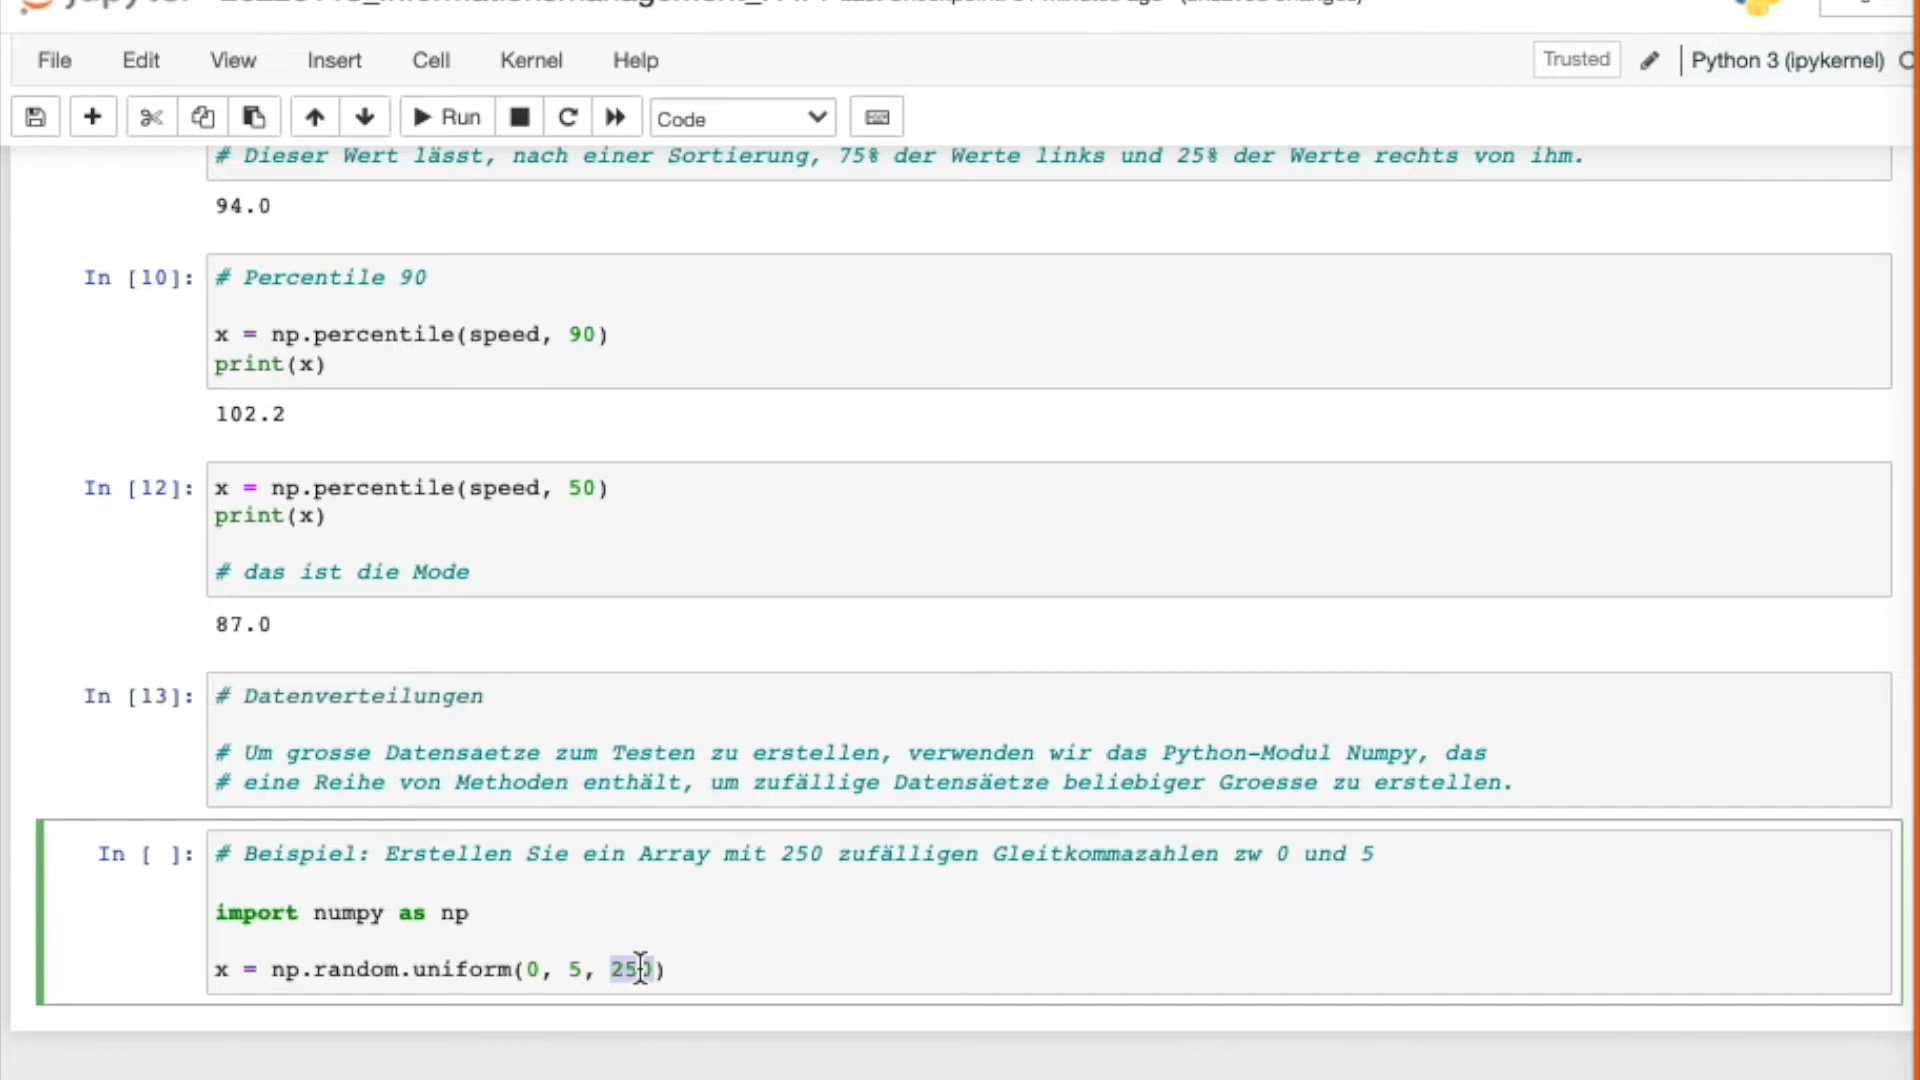 File Edit View Insert Cell Kernel Help Trusted Python 3 (ipykernel)
Run Code
# Dieser Wert lässt, nach einer Sortierung, 75% der Werte links und 25% der Werte rechts von ihm.
94.0
In [10]: # Percentile 90
x = np.percentile(speed, 90)
print(x)
102.2
In [12]: x = np.percentile(speed, 50)
print(x)
# das ist die Mode
87.0
In [13]: # Datenverteilungen
# Um grosse Datensaetze zum Testen zu erstellen, verwenden wir das Python-Modul Numpy, das
# eine Reihe von Methoden enthält, um zufällige Datensäetze beliebiger Groesse zu erstellen.
In [ ]: # Beispiel: Erstellen Sie ein Array mit 250 zufälligen Gleitkommazahlen zw 0 und 5
import numpy as np
x = np.random.uniform(0, 5, 250)